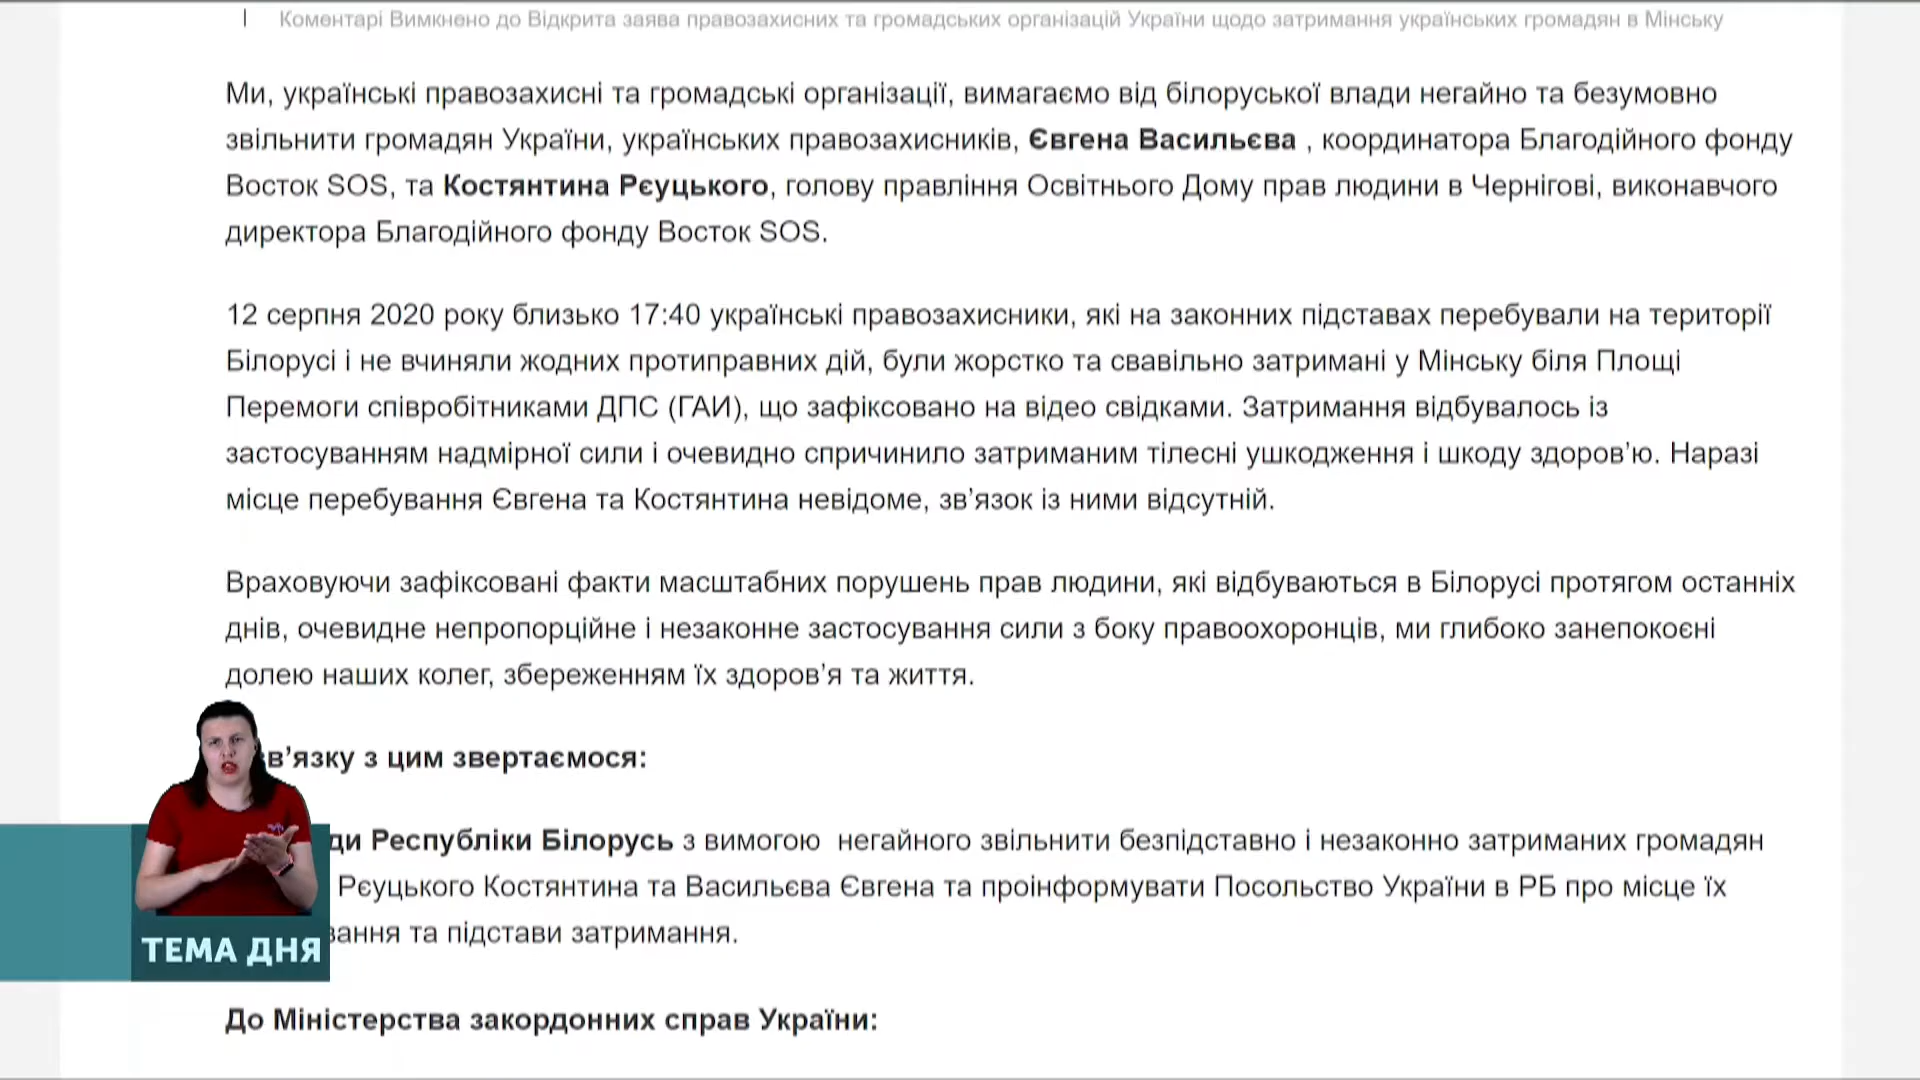 | Коментарі Вимкнено до Відкрита заява правозахисних та громадських організацій України щодо затримання українських громадян в Мінську
Ми, українські правозахисні та громадські організації, вимагаємо від білоруської влади негайно та безумовно
звільнити громадян України, українських правозахисників, Євгена Васильєва , координатора Благодійного фонду
Восток SOS, та Костянтина Рєуцького, голову правління Освітнього Дому прав людини в Чернігові, виконавчого
директора Благодійного фонду Восток SOS.
12 серпня 2020 року близько 17:40 українські правозахисники, які на законних підставах перебували на території
Білорусі і не вчиняли жодних протиправних дій, були жорстко та свавільно затримані у Мінську біля Площі
Перемоги співробітниками ДПС (ГАИ), що зафіксовано на відео свідками. Затримання відбувалось із
застосуванням надмірної сили і очевидно спричинило затриманим тілесні ушкодження і шкоду здоров’ю. Наразі
місце перебування Євгена та Костянтина невідоме, зв’язок із ними відсутній.
Враховуючи зафіксовані факти масштабних порушень прав людини, які відбуваються в Білорусі протягом останніх
днів, очевидне непропорційне і незаконне застосування сили з боку правоохоронців, ми глибоко занепокоєні
долею наших колег, збереженням їх здоров’я та життя.
в’язку з цим звертаємося:
ди Республіки Білорусь з вимогою негайного звільнити безпідставно і незаконно затриманих громадян
Рєуцького Костянтина та Васильєва Євгена та проінформувати Посольство України в РБ про місце їх
вання та підстави затримання.
ТЕМА ДНЯ
До Міністерства закордонних справ України: